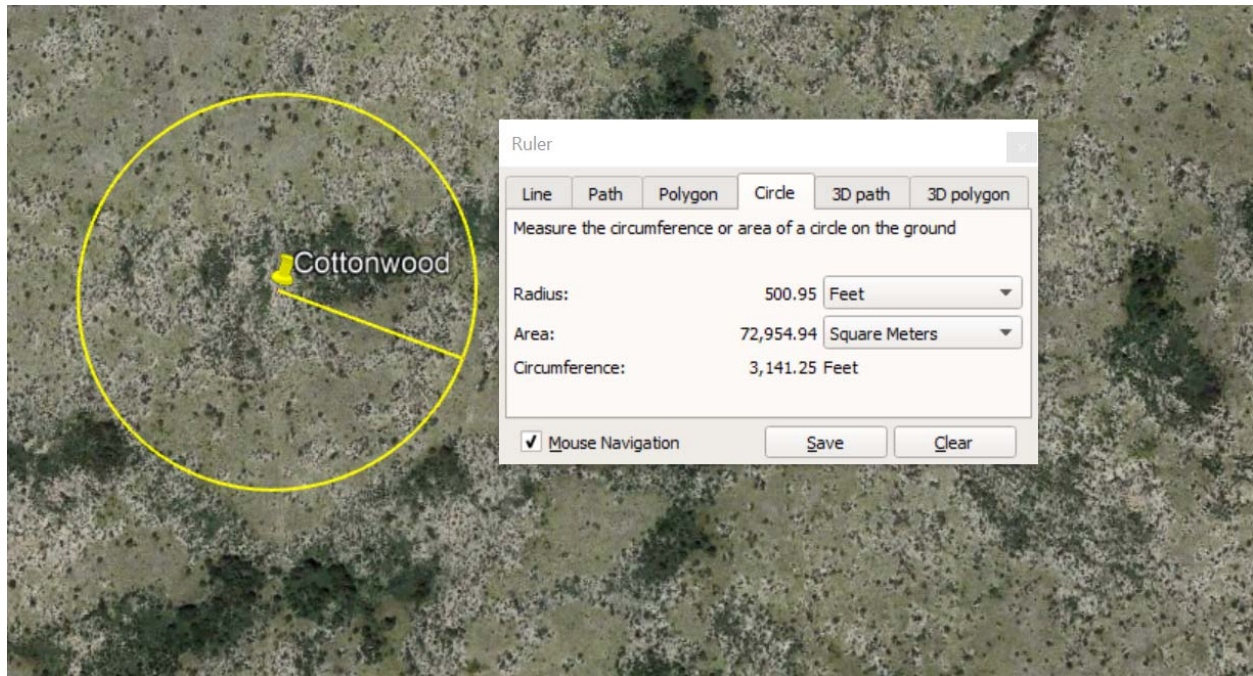 Cottonwood
Ruler
Line Path Polygon Circle 3D path 3D polygon
Measure the circumference or area of a circle on the ground
Radius: 500.95 Feet
Area: 72,954.94 Square Meters
Circumference: 3,141.25 Feet
Mouse Navigation Save Clear